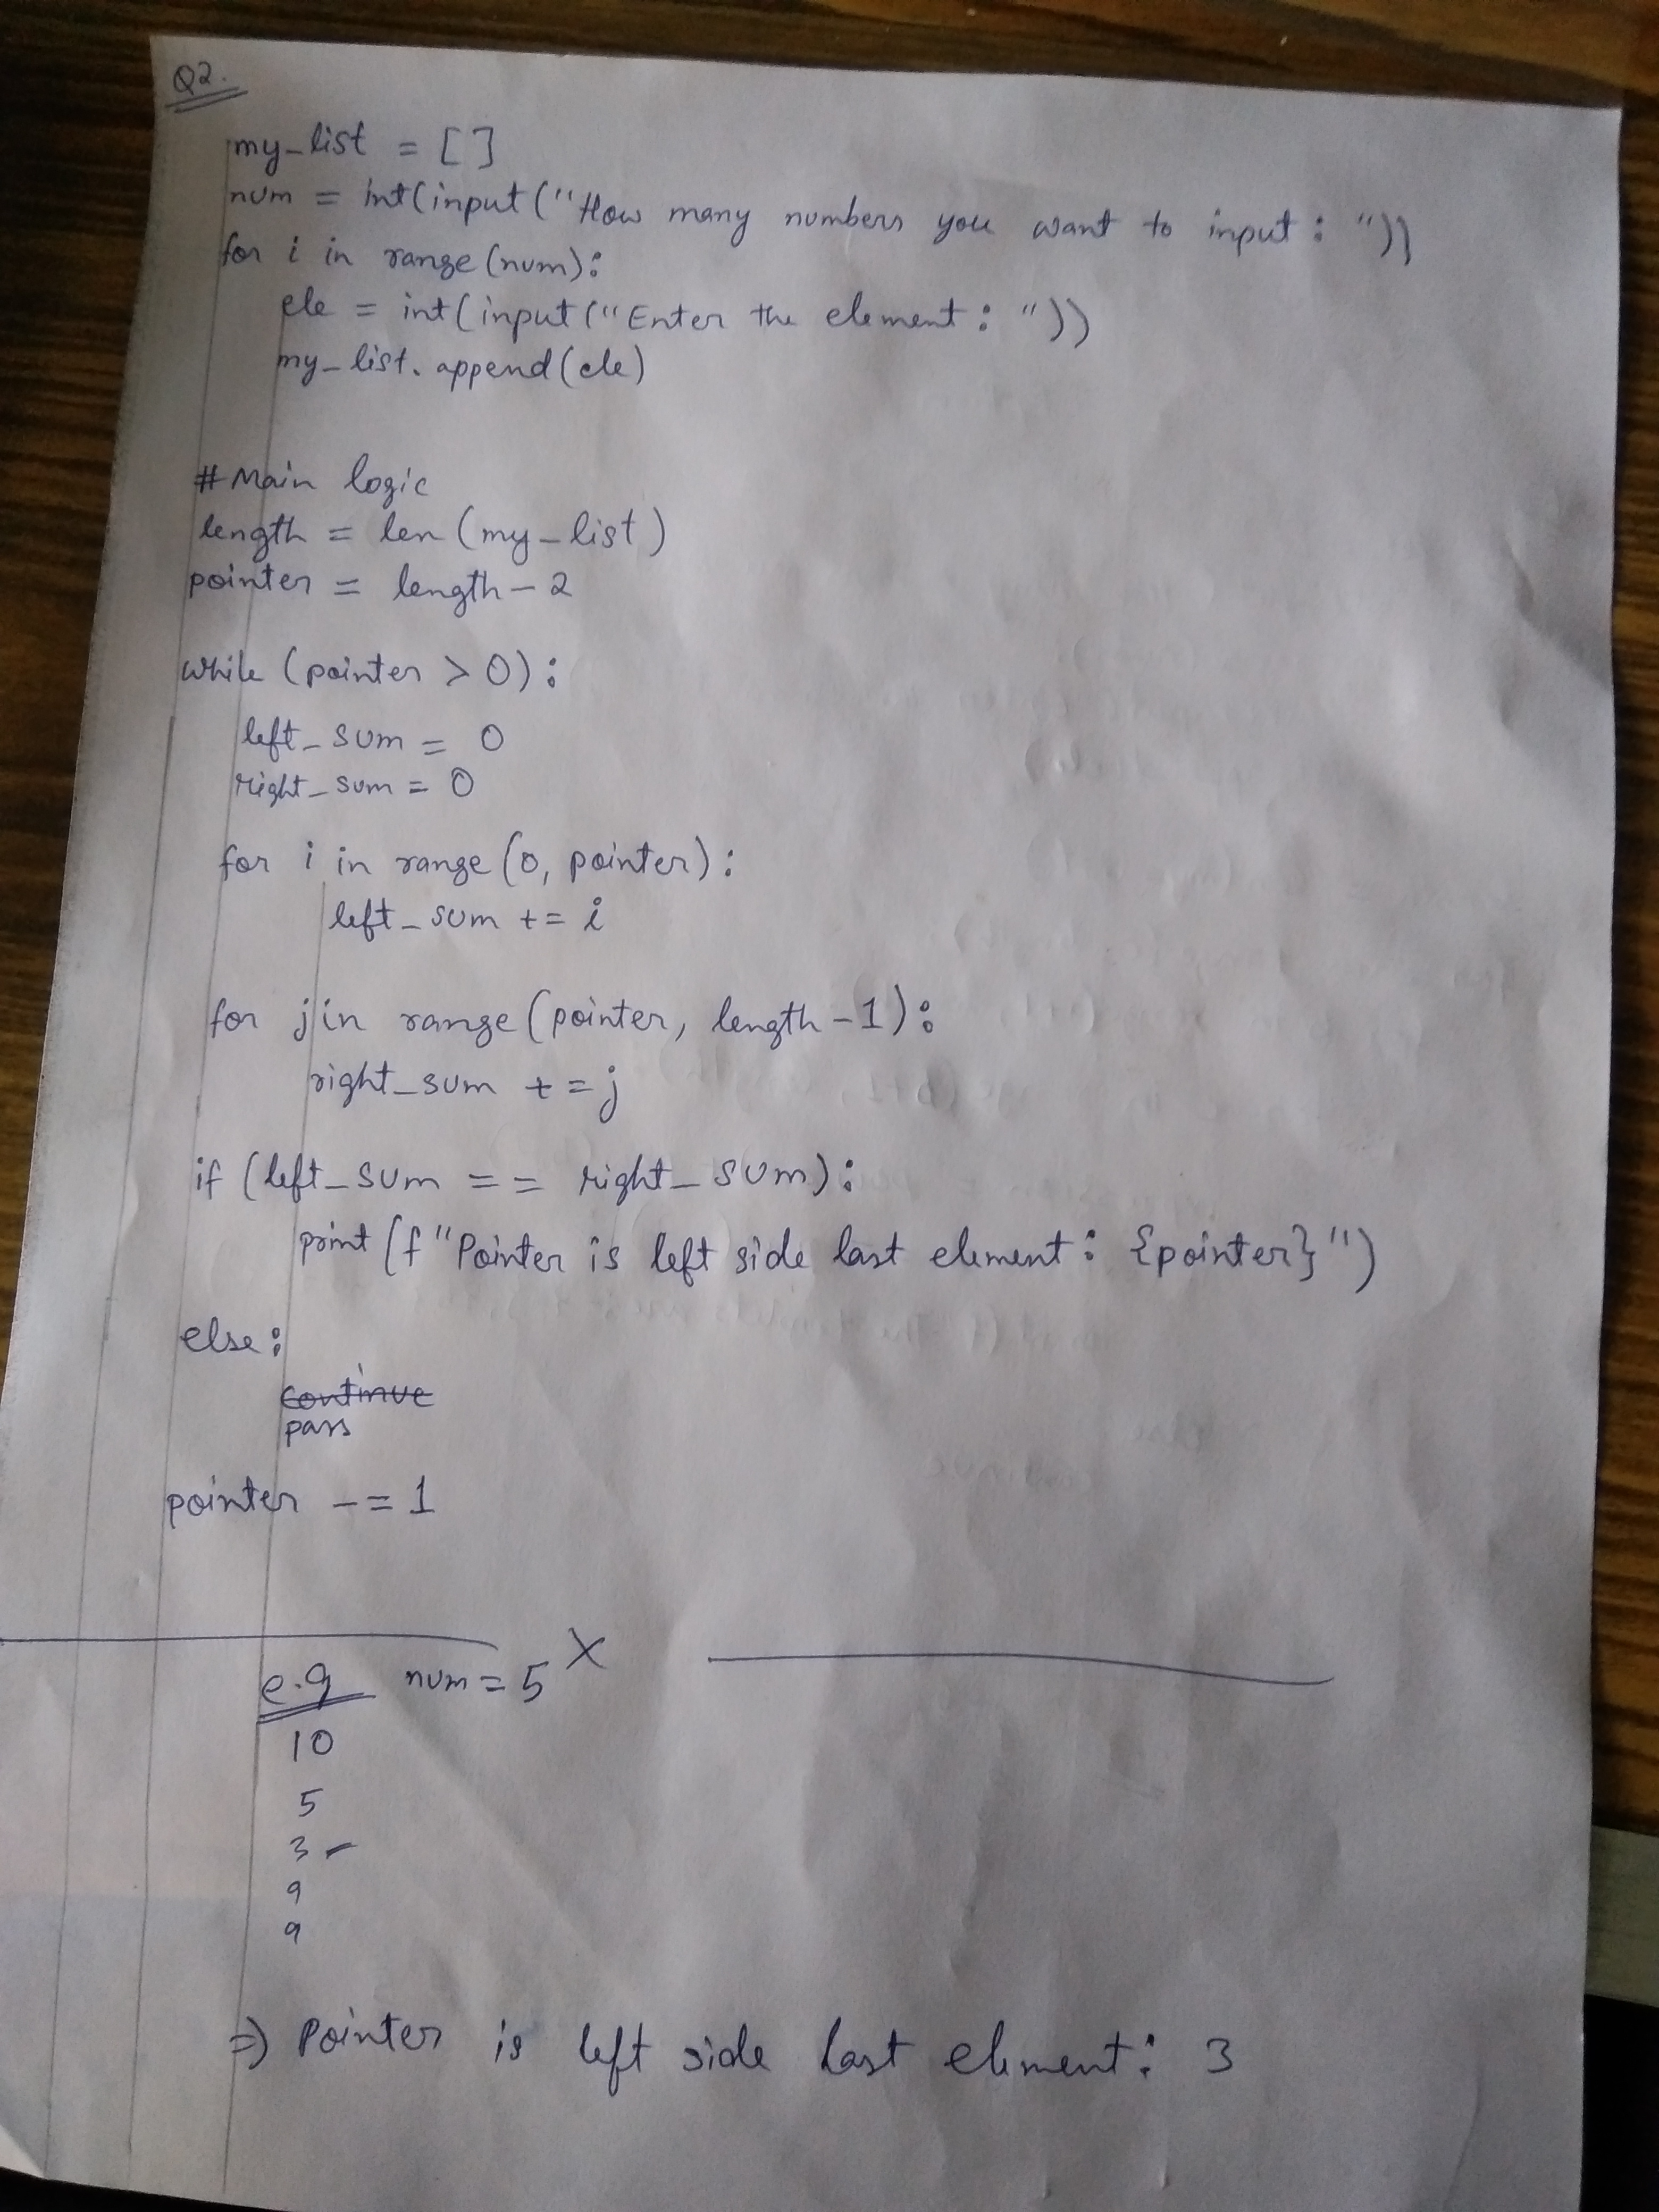 Q2.
my_list = []
num = int(input("How many numbers you want to input : "))
for i in range(num):
ele = int(input("Enter the element : "))
my_list.append(ele)
#Main logic
length = len(my_list)
pointer = length-2
while (pointer > 0):
left_sum = 0
right_sum = 0
for i in range(0, pointer):
left_sum += i
for j in range(pointer, length-1):
right_sum += j
if (left_sum == right_sum):
print(f"Pointer is left side last element : {pointer}")
else:
continue
pass
pointer -= 1
X
e.g num = 5
10
5
3 -
9
9
=> Pointer is left side last element : 3